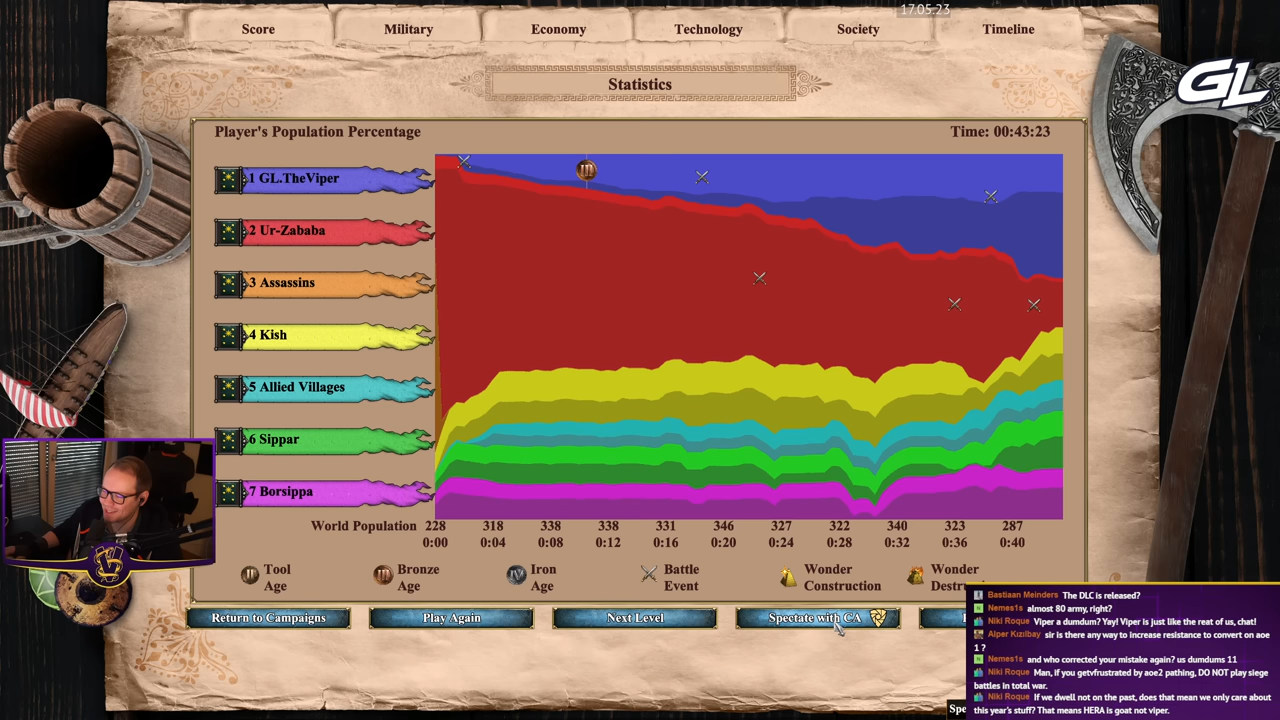 17:05:23
Score
Military
Economy
Technology
Society
Timeline
GL
Statistics
Player's Population Percentage
Time: 00:43:23
1 GL.TheViper
2 Ur-Zababa
3 Assassins
4 Kish
5 Allied Villages
6 Sippar
7 Borsippa
World Population 228 318 338 338 331 346 327 322 340 323 287
0:00 0:04 0:08 0:12 0:16 0:20 0:24 0:28 0:32 0:36 0:40
Tool
Age
Bronze
Age
Iron
Age
Battle
Event
Wonder
Construction
Wonder
Return to Campaigns
Play Again
Next Level
Spectate with CA
Bastiaan Meinders The DLC is released?
Nemes1s almost 80 army, right?
Niki Roque Viper a dumdum? Yay! Viper is just like the reat of us, chat!
Alper Kızılbay sir is there any way to increase resistance to convert on aoe
1 ?
Nemes1s and who corrected your mistake again? us dumdums 11
Niki Roque Man, if you getvfrustrated by aoe2 pathing, DO NOT play siege
battles in total war.
Niki Roque If we dwell not on the past, does that mean we only care about
this year's stuff? That means HERA is goat not viper.